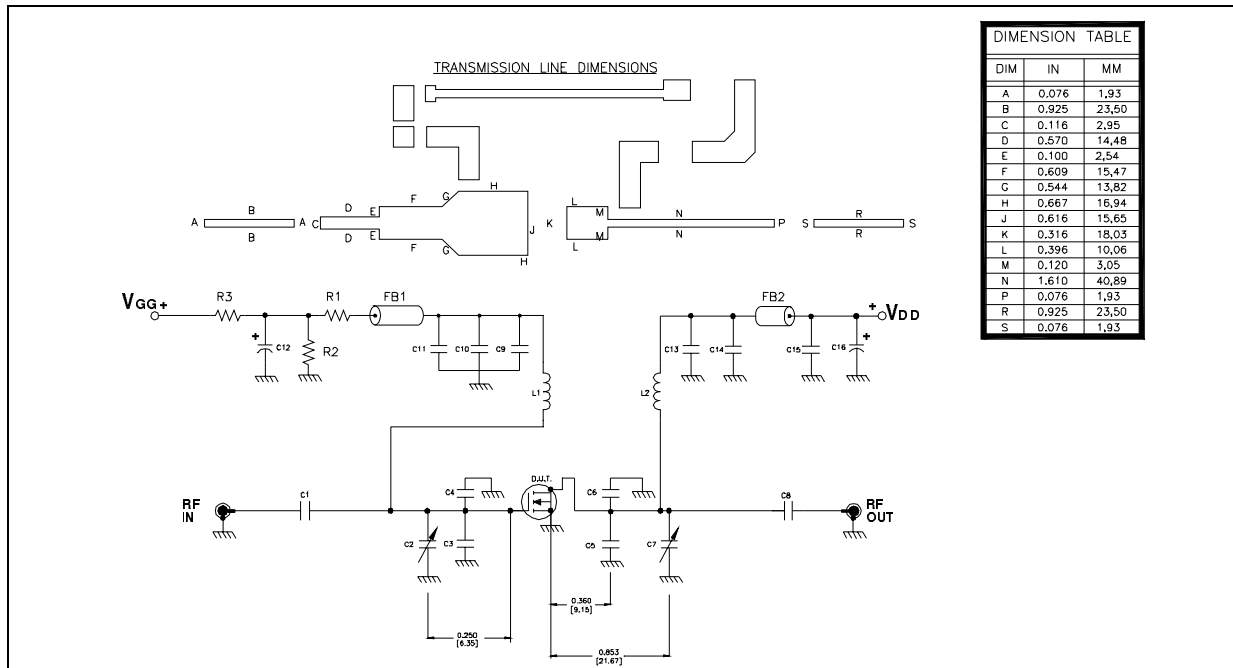 TRANSMISSION LINE DIMENSIONS
DIMENSION TABLE
DIM IN MM
A 0.076 1,93
B 0.925 23,50
C 0.116 2,95
D 0.570 14,48
E 0.100 2,54
F 0.609 15,47
G 0.544 13,82
H 0.667 16,94
J 0.616 15,65
K 0.316 18,03
L 0.396 10,06
M 0.120 3,05
N 1.610 40,89
P 0.076 1,93
R 0.925 23,50
S 0.076 1,93
H
F
G
L
D
E
M
B
N
R
A
A
C
J
K
P
S
S
B
D
E
F
G
H
M
L
N
R
VGG+
R3
R1
FB1
FB2
+
VDD
+
C12
R2
C11
C10
C9
C13
C14
C15
+
C16
L1
L2
D.U.T.
RF
IN
C1
C4
C6
C8
RF
OUT
C2
C3
C5
C7
0.250
[6.35]
0.360
[9.15]
0.853
[21.67]